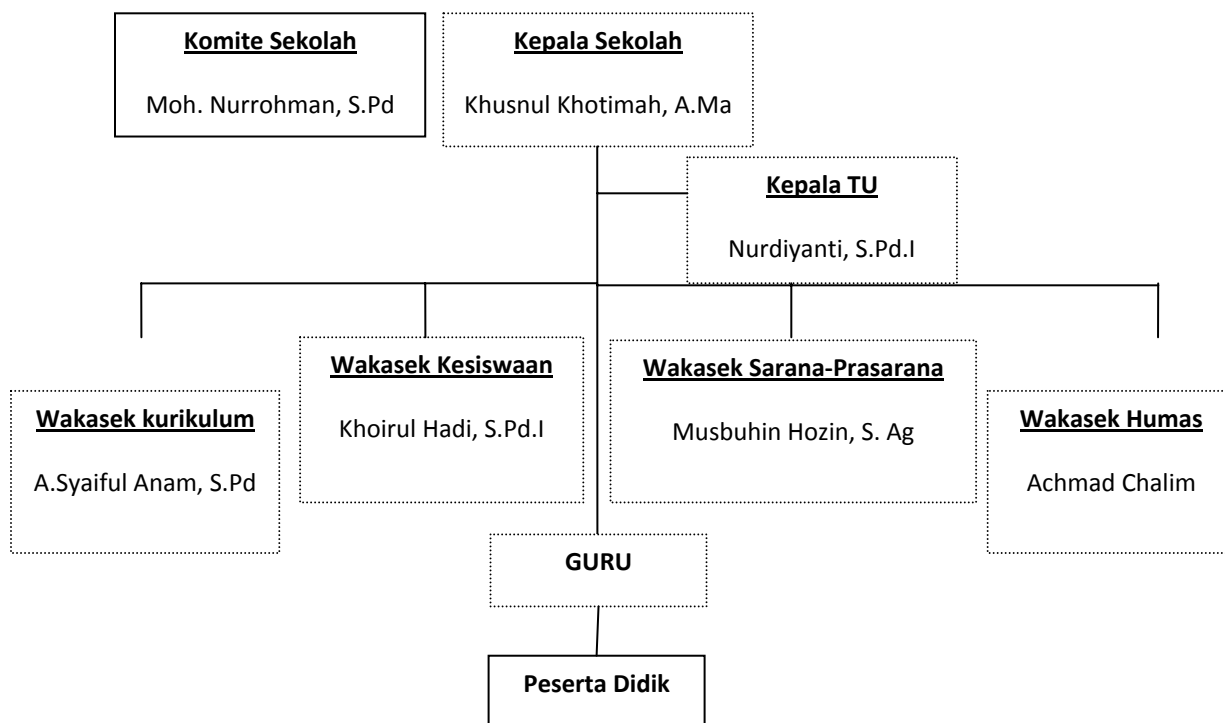 Komite Sekolah
Moh. Nurrohman, S.Pd
Kepala Sekolah
Khusnul Khotimah, A.Ma
Kepala TU
Nurdiyanti, S.Pd.I
Wakasek kurikulum
A.Syaiful Anam, S.Pd
Wakasek Kesiswaan
Khoirul Hadi, S.Pd.I
Wakasek Sarana-Prasarana
Musbuhin Hozin, S. Ag
Wakasek Humas
Achmad Chalim
GURU
Peserta Didik